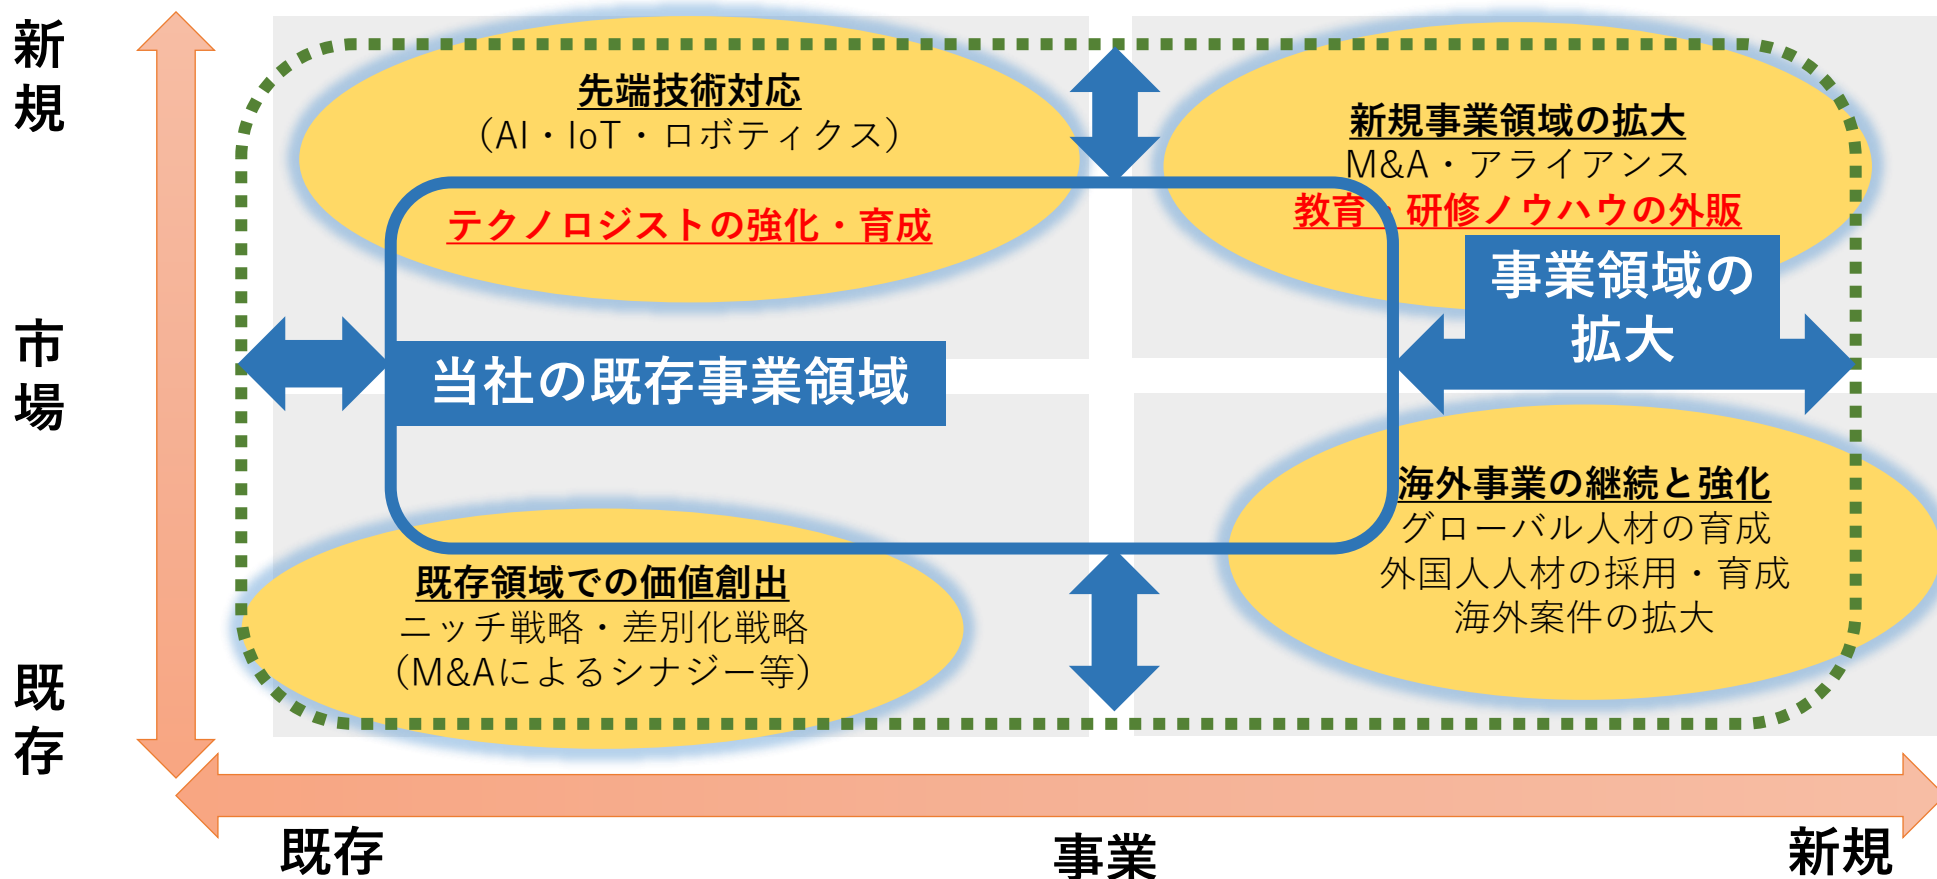 新規
市場
既存
先端技術対応
（AI・IoT・ロボティクス）
テクノロジストの強化・育成
新規事業領域の拡大
M&A・アライアンス
教育・研修ノウハウの外販
事業領域の
拡大
当社の既存事業領域
既存領域での価値創出
ニッチ戦略・差別化戦略
（M&Aによるシナジー等）
海外事業の継続と強化
グローバル人材の育成
外国人人材の採用・育成
海外案件の拡大
既存
事業
新規